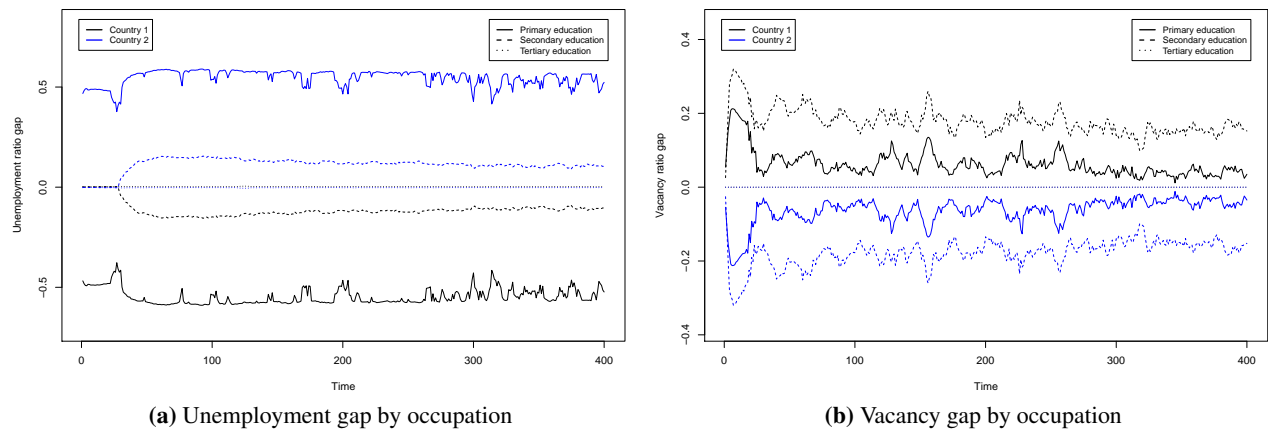 Country 1
Country 2
Primary education
Secondary education
Tertiary education
Unemployment ratio gap
0.5
0.0
−0.5
0
100
200
300
400
Time
(a) Unemployment gap by occupation
Country 1
Country 2
Primary education
Secondary education
Tertiary education
Vacancy ratio gap
0.4
0.2
0.0
−0.2
−0.4
0
100
200
300
400
Time
(b) Vacancy gap by occupation